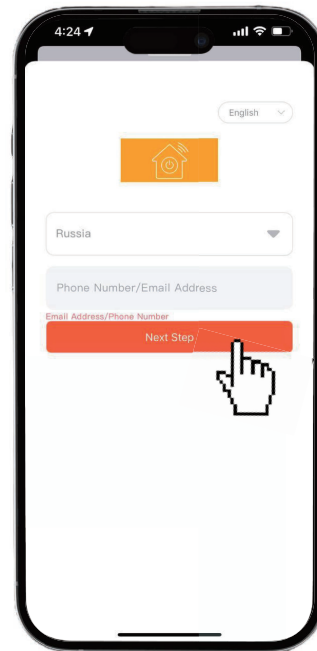 4:24
English
Russia
Phone Number/Email Address
Email Address/Phone Number
Next Step